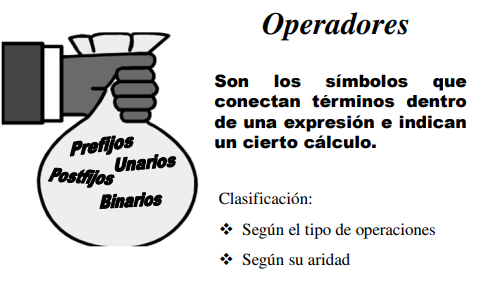 Operadores
Son los símbolos que
conectan términos dentro
de una expresión e indican
un cierto cálculo.
Prefijos
Unarios
Postfijos
Binarios
Clasificación:
❖ Según el tipo de operaciones
❖ Según su aridad